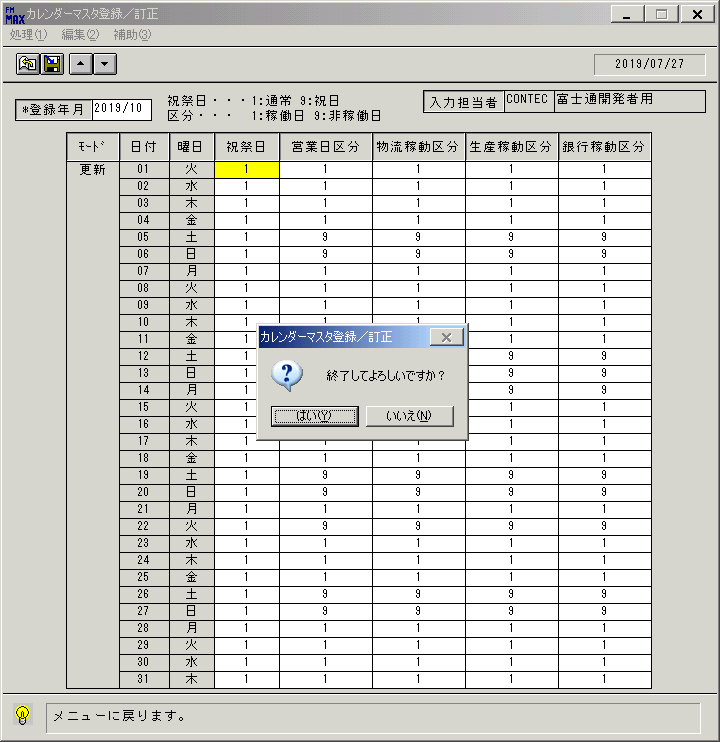 FM MAX カレンダーマスタ登録／訂正
処理(1) 編集(2) 補助(3)
2019/07/27
*登録年月 2019/10 祝祭日・・・1:通常 9:祝日 入力担当者 CONTEC 富士通開発者用
区分・・・ 1:稼働日 9:非稼働日
ﾓｰﾄﾞ 日付 曜日 祝祭日 営業日区分 物流稼動区分 生産稼動区分 銀行稼動区分
更新 01 火 1 1 1 1 1
02 水 1 1 1 1 1
03 木 1 1 1 1 1
04 金 1 1 1 1 1
05 土 1 9 9 9 9
06 日 1 9 9 9 9
07 月 1 1 1 1 1
08 火 1 1 1 1 1
09 水 1 1 1 1 1
10 木 1 1 1 1 1
11 金 1 1 1
12 土 1 9 9
13 日 1 9 9
14 月 1 9 9
15 火 1 1 1
16 水 1 1 1
17 木 1 1 1
18 金 1 1 1 1 1
19 土 1 9 9 9 9
20 日 1 9 9 9 9
21 月 1 1 1 1 1
22 火 1 9 9 9 9
23 水 1 1 1 1 1
24 木 1 1 1 1 1
25 金 1 1 1 1 1
26 土 1 9 9 9 9
27 日 1 9 9 9 9
28 月 1 1 1 1 1
29 火 1 1 1 1 1
30 水 1 1 1 1 1
31 木 1 1 1 1 1
カレンダーマスタ登録／訂正
終了してよろしいですか？
はい(Y) いいえ(N)
メニューに戻ります。